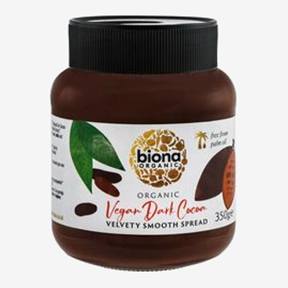 free from
palm oil
biona
ORGANIC
ORGANIC
Vegan Dark Cocoa
VELVETY SMOOTH SPREAD
350g